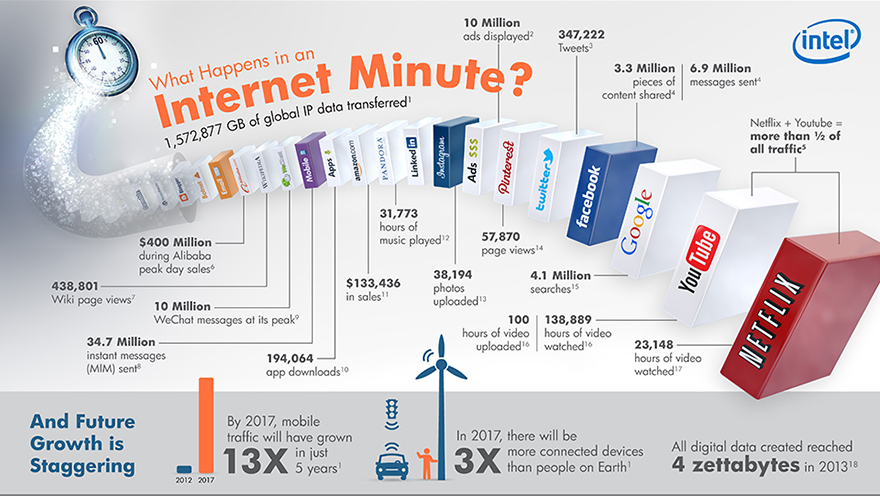 What Happens in an
Internet Minute?
1,572,877 GB of global IP data transferred¹
intel®
60
10 Million
ads displayed²
347,222
Tweets³
3.3 Million
pieces of
content shared⁴
6.9 Million
messages sent⁴
Netflix + Youtube =
more than ½ of
all traffic⁵
WIKIPEDIA
Mobile
Apps
amazon.com
PANDORA
Linked in
Instagram
Ads $$$
Pinterest
twitter
facebook
Google
YouTube
NETFLIX
$400 Million
during Alibaba
peak day sales⁶
438,801
Wiki page views⁷
10 Million
WeChat messages at its peak⁹
34.7 Million
instant messages
(MIM) sent⁸
194,064
app downloads¹⁰
$133,436
in sales¹¹
31,773
hours of
music played¹²
38,194
photos
uploaded¹³
57,870
page views¹⁴
4.1 Million
searches¹⁵
100
hours of video
uploaded¹⁶
138,889
hours of video
watched¹⁶
23,148
hours of video
watched¹⁷
And Future
Growth is
Staggering
2012 2017
By 2017, mobile
traffic will have grown
13X in just
5 years¹
In 2017, there will be
3X more connected devices
than people on Earth¹
All digital data created reached
4 zettabytes in 2013¹⁸